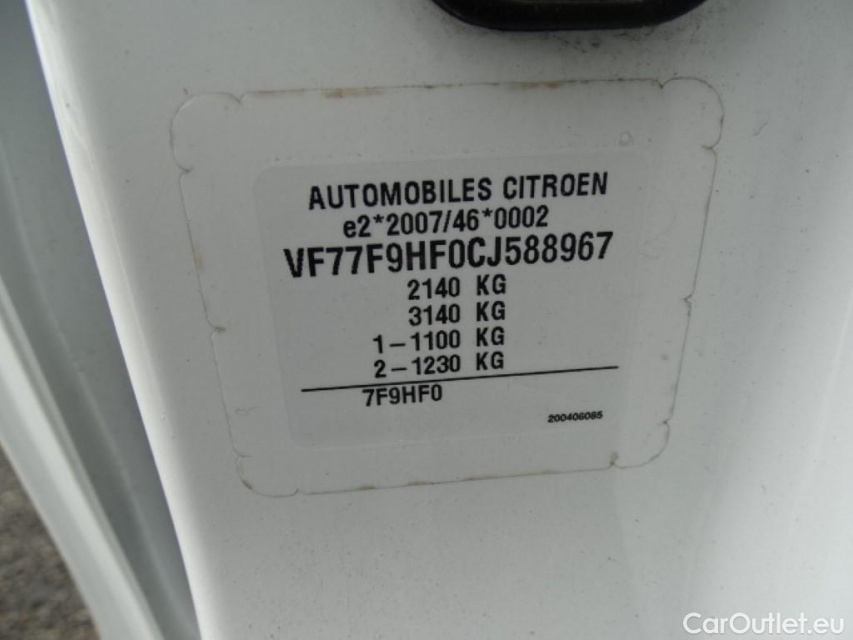 AUTOMOBILES CITROEN
e2*2007/46*0002
VF77F9HF0CJ588967
2140 KG
3140 KG
1-1100 KG
2-1230 KG
7F9HF0
200406085
CarOutlet.eu